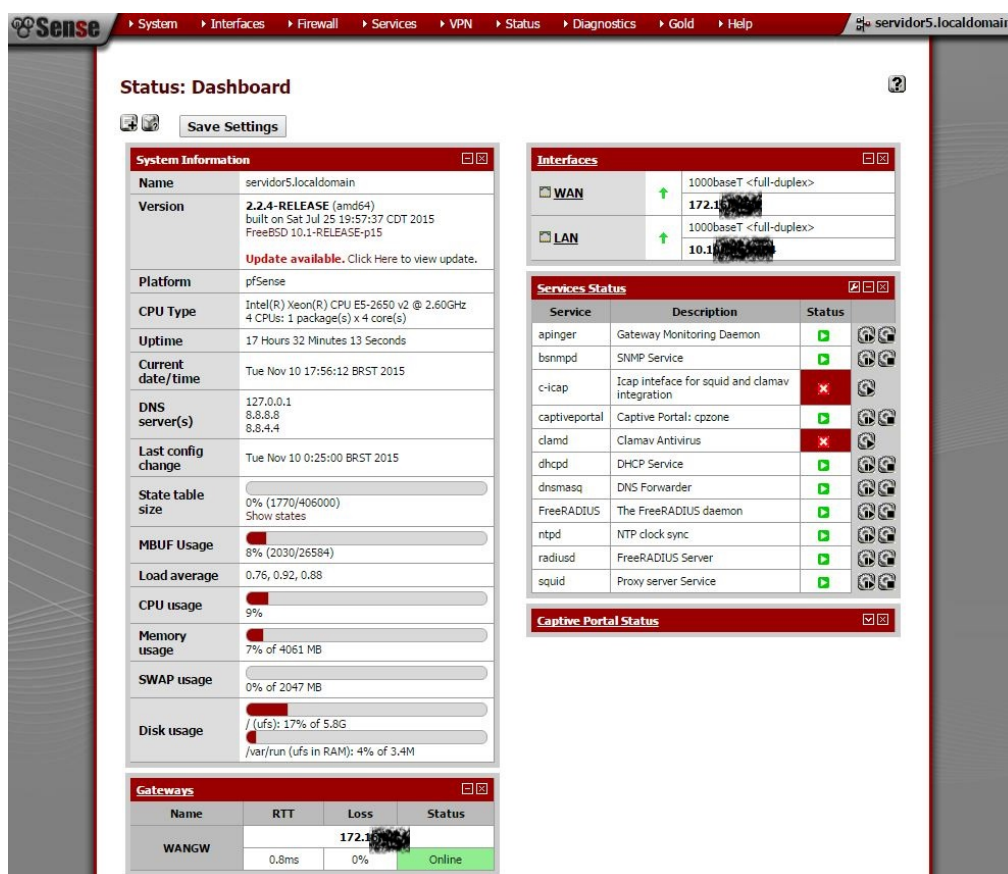 Sense
System
Interfaces
Firewall
Services
VPN
Status
Diagnostics
Gold
Help
servidor5.localdomain
Status: Dashboard
?
Save Settings
System Information
Name
servidor5.localdomain
Version
2.2.4-RELEASE (amd64)
built on Sat Jul 25 19:57:37 CDT 2015
FreeBSD 10.1-RELEASE-p15
Update available. Click Here to view update.
Platform
pfSense
CPU Type
Intel(R) Xeon(R) CPU E5-2650 v2 @ 2.60GHz
4 CPUs: 1 package(s) x 4 core(s)
Uptime
17 Hours 32 Minutes 13 Seconds
Current
date/time
Tue Nov 10 17:56:12 BRST 2015
DNS
server(s)
127.0.0.1
8.8.8.8
8.8.4.4
Last config
change
Tue Nov 10 0:25:00 BRST 2015
State table
size
0% (1770/406000)
Show states
MBUF Usage
8% (2030/26584)
Load average
0.76, 0.92, 0.88
CPU usage
9%
Memory
usage
7% of 4061 MB
SWAP usage
0% of 2047 MB
Disk usage
/ (ufs): 17% of 5.8G
/var/run (ufs in RAM): 4% of 3.4M
Gateways
Name RTT Loss Status
WANGW
172.1
0.8ms 0% Online
Interfaces
WAN
1000baseT <full-duplex>
172.1
LAN
1000baseT <full-duplex>
10.1
Services Status
Service Description Status
apinger Gateway Monitoring Daemon
bsnmpd SNMP Service
c-icap Icap inteface for squid and clamav
integration
captiveportal Captive Portal: cpzone
clamd Clamav Antivirus
dhcpd DHCP Service
dnsmasq DNS Forwarder
FreeRADIUS The FreeRADIUS daemon
ntpd NTP clock sync
radiusd FreeRADIUS Server
squid Proxy server Service
Captive Portal Status